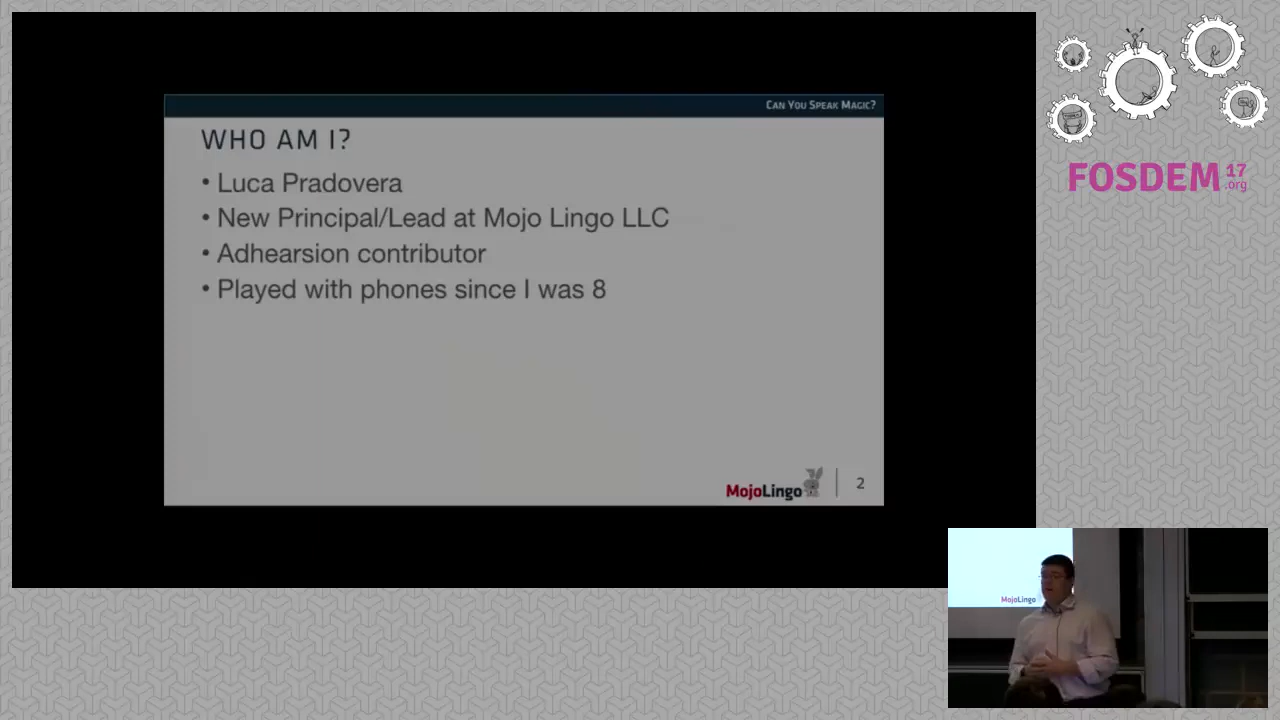 CAN YOU SPEAK MAGIC?
WHO AM I?
• Luca Pradovera
• New Principal/Lead at Mojo Lingo LLC
• Adhearsion contributor
• Played with phones since I was 8
MojoLingo
2
FOSDEM 17
.org
MojoLingo